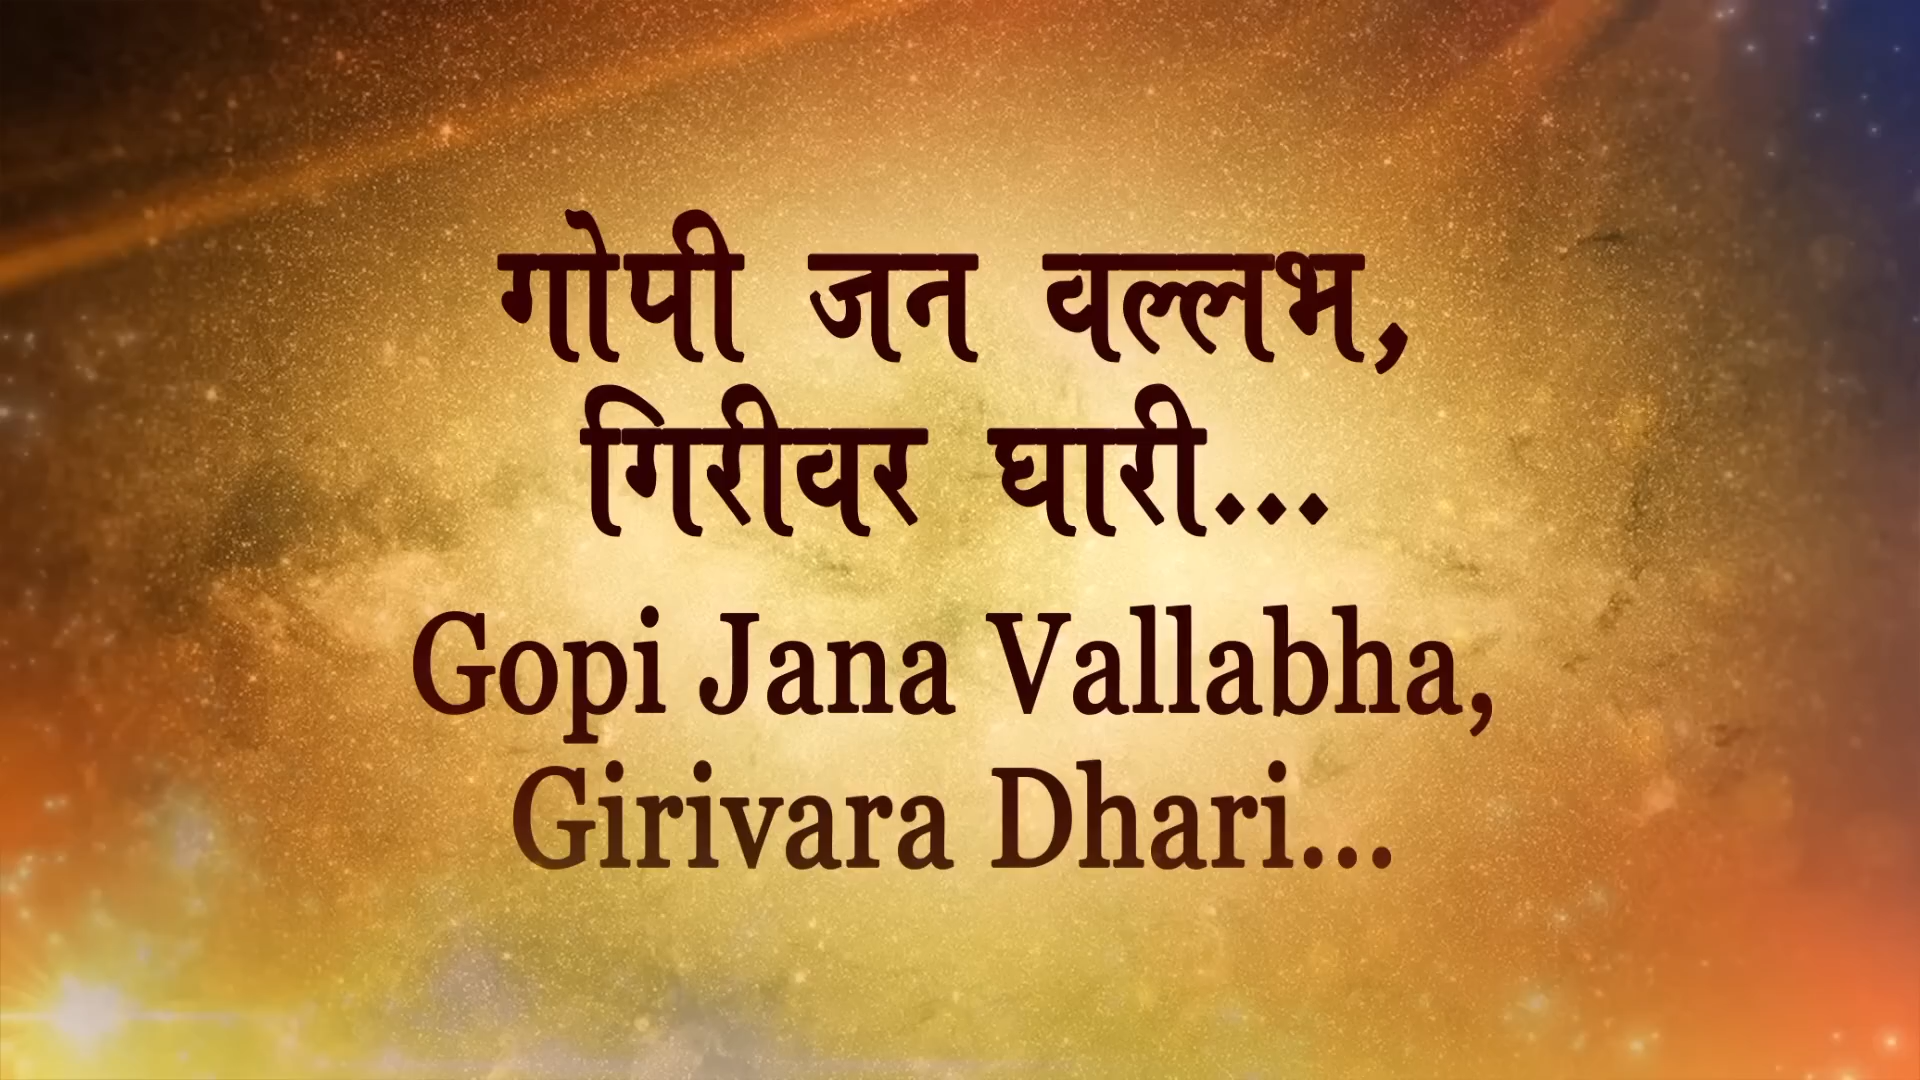 गोपी जन वल्लभ,
गिरीवर घारी...
Gopi Jana Vallabha,
Girivara Dhari...